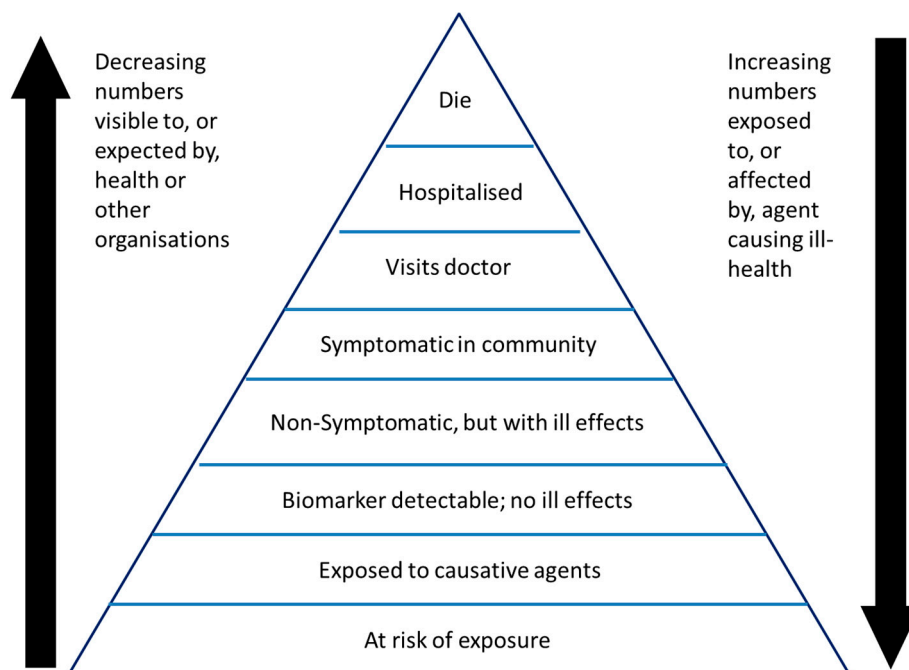 Decreasing
numbers
visible to, or
expected by,
health or
other
organisations
Die
Hospitalised
Visits doctor
Symptomatic in community
Non-Symptomatic, but with ill effects
Biomarker detectable; no ill effects
Exposed to causative agents
At risk of exposure
Increasing
numbers
exposed
to, or
affected
by, agent
causing ill-
health